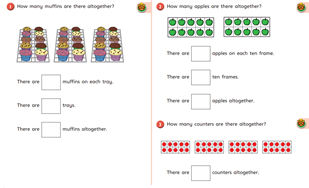 1 How many muffins are there altogether?
There are muffins on each tray.
There are trays.
There are muffins altogether.
2 How many apples are there altogether?
There are apples on each ten frame.
There are ten frames.
There are apples altogether.
3 How many counters are there altogether?
There are counters altogether.